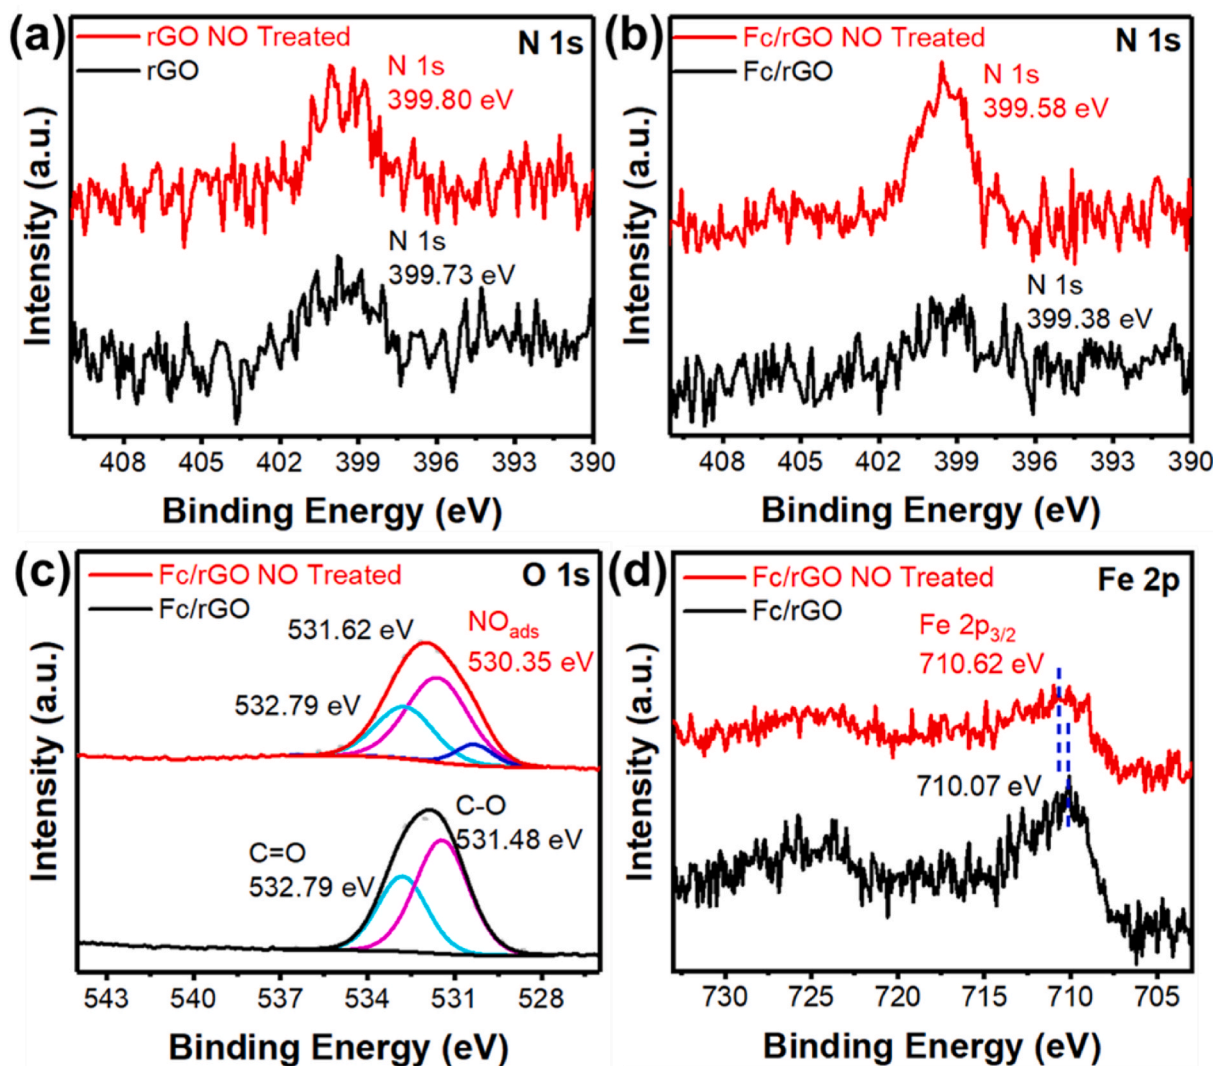 (a)
rGO NO Treated
rGO
N 1s
N 1s
399.80 eV
N 1s
399.73 eV
Intensity (a.u.)
408 405 402 399 396 393 390
Binding Energy (eV)
(b)
Fc/rGO NO Treated
Fc/rGO
N 1s
N 1s
399.58 eV
N 1s
399.38 eV
Intensity (a.u.)
408 405 402 399 396 393 390
Binding Energy (eV)
(c)
Fc/rGO NO Treated
Fc/rGO
O 1s
531.62 eV
NOads
530.35 eV
532.79 eV
C-O
531.48 eV
C=O
532.79 eV
Intensity (a.u.)
543 540 537 534 531 528
Binding Energy (eV)
(d)
Fc/rGO NO Treated
Fc/rGO
Fe 2p
Fe 2p3/2
710.62 eV
710.07 eV
Intensity (a.u.)
730 725 720 715 710 705
Binding Energy (eV)